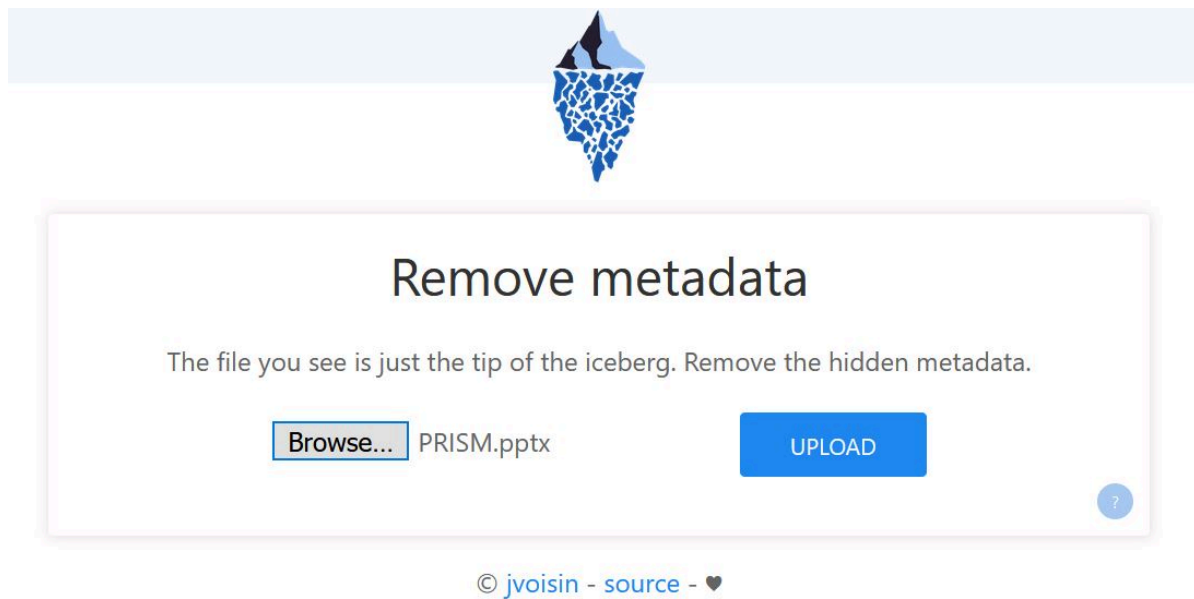 Remove metadata
The file you see is just the tip of the iceberg. Remove the hidden metadata.
Browse... PRISM.pptx UPLOAD
?
© jvoisin - source - ♥